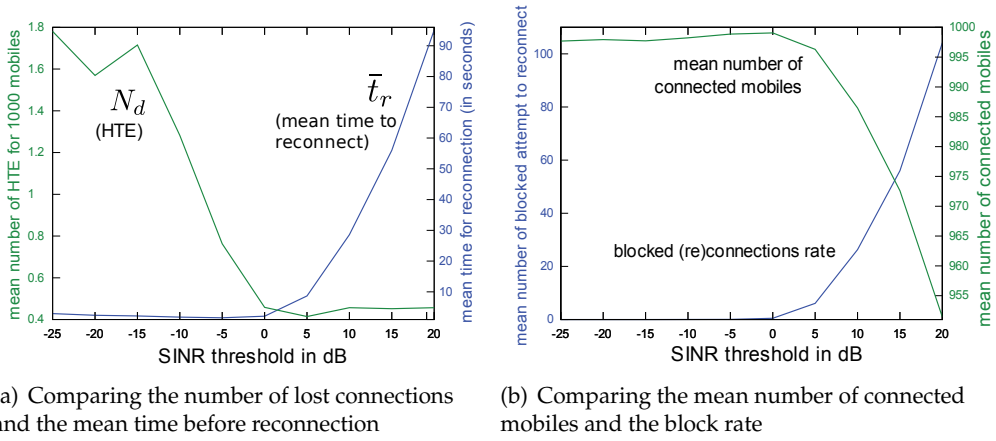 mean number of HTE for 1000 mobiles
1.8
1.6
1.4
1.2
1
0.8
0.6
0.4
N_d
(HTE)
t̅_r
(mean time to
reconnect)
90
80
70
60
50
40
30
20
10
mean time for reconnection (in seconds)
-25 -20 -15 -10 -5 0 5 10 15 20
SINR threshold in dB
a) Comparing the number of lost connections
and the mean time before reconnection
mean number of blocked attempt to reconnect
100
80
60
40
20
0
mean number of
connected mobiles
blocked (re)connections rate
1000
995
990
985
980
975
970
965
960
955
mean number of connected mobiles
-25 -20 -15 -10 -5 0 5 10 15 20
SINR threshold in dB
(b) Comparing the mean number of connected
mobiles and the block rate